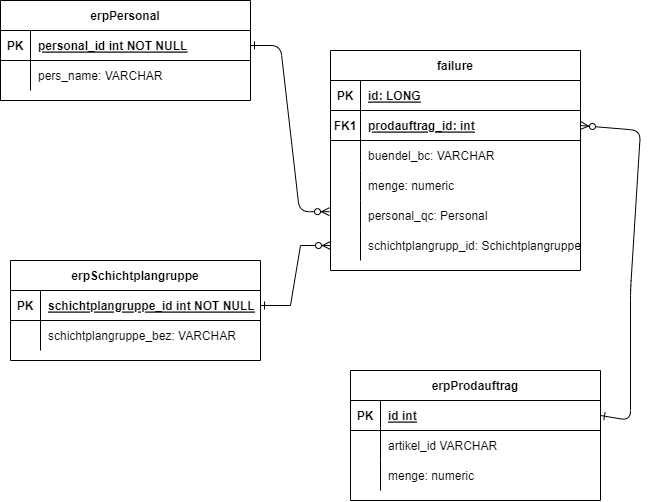 erpPersonal
PK personal_id int NOT NULL
pers_name: VARCHAR
failure
PK id: LONG
FK1 prodauftrag_id: int
buendel_bc: VARCHAR
menge: numeric
personal_qc: Personal
schichtplangrupp_id: Schichtplangruppe
erpSchichtplangruppe
PK schichtplangruppe_id int NOT NULL
schichtplangruppe_bez: VARCHAR
erpProdauftrag
PK id int
artikel_id VARCHAR
menge: numeric